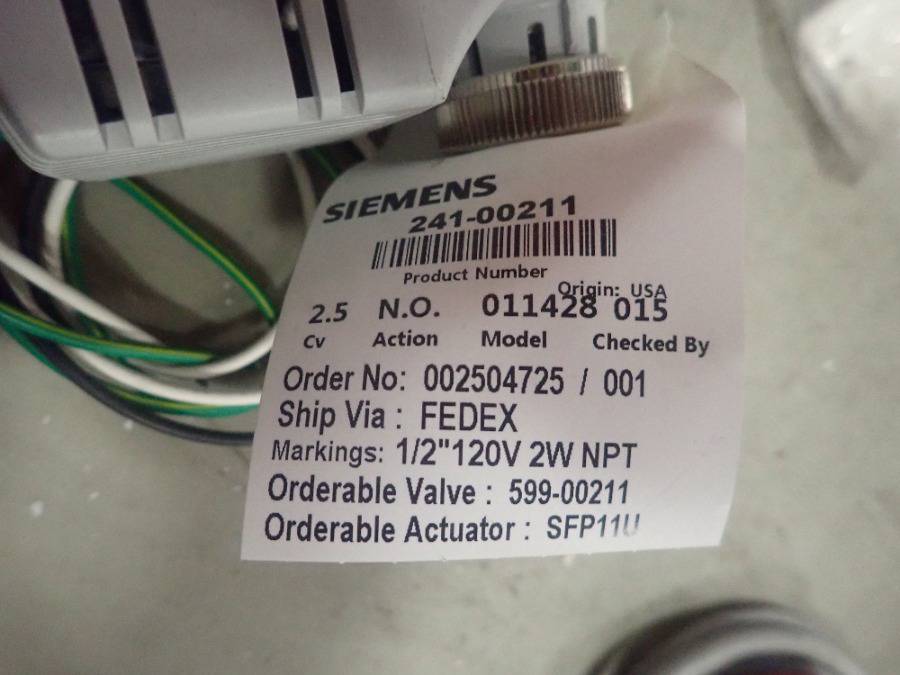 SIEMENS
241-00211
Product Number
Origin: USA
2.5 N.O. 011428 015
Cv Action Model Checked By
Order No: 002504725 / 001
Ship Via : FEDEX
Markings: 1/2"120V 2W NPT
Orderable Valve : 599-00211
Orderable Actuator : SFP11U